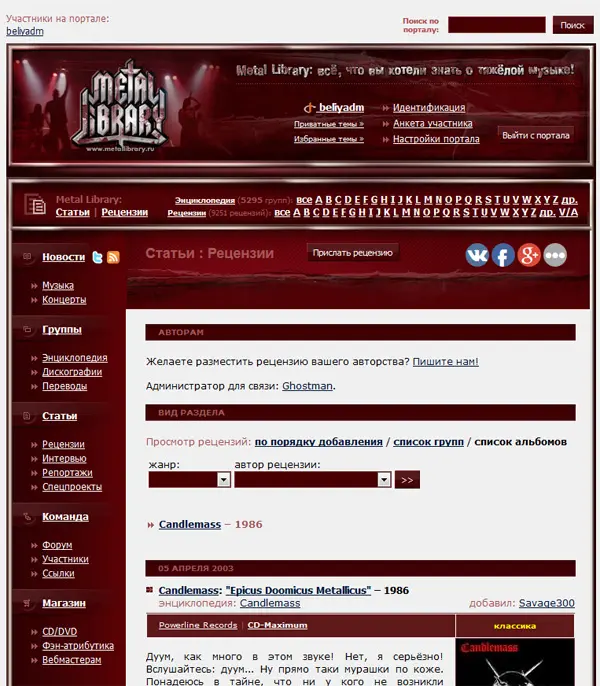 Участники на портале:
beliyadm
Поиск по
порталу:
Поиск
METAL
LIBRARY
www.metallibrary.ru
Metal Library: всё, что вы хотели знать о тяжёлой музыке!
beliyadm
Приватные темы »
Избранные темы »
Идентификация
Анкета участника
Настройки портала
Выйти с портала
Metal Library:
Статьи | Рецензии
Энциклопедия (5295 групп): все A B C D E F G H I J K L M N O P Q R S T U V W X Y Z др.
Рецензии (9251 рецензий): все A B C D E F G H I J K L M N O P Q R S T U V W X Y Z др. V/A
Новости
Музыка
Концерты
Группы
Энциклопедия
Дискографии
Переводы
Статьи
Рецензии
Интервью
Репортажи
Спецпроекты
Команда
Форум
Участники
Ссылки
Магазин
CD/DVD
Фэн-атрибутика
Вебмастерам
Статьи : Рецензии
Прислать рецензию
АВТОРАМ
Желаете разместить рецензию вашего авторства? Пишите нам!
Администратор для связи: Ghostman.
ВИД РАЗДЕЛА
Просмотр рецензий: по порядку добавления / список групп / список альбомов
жанр: автор рецензии:
>>
Candlemass – 1986
05 АПРЕЛЯ 2003
Candlemass: "Epicus Doomicus Metallicus" – 1986
энциклопедия: Candlemass добавил: Savage300
Powerline Records | CD-Maximum
классика
Candlemass
Дуум, как много в этом звуке! Нет, я серьёзно!
Вслушайтесь: дуум... Ну прямо таки мурашки по коже.
Понадеюсь в тайне, что ни у кого не возникли